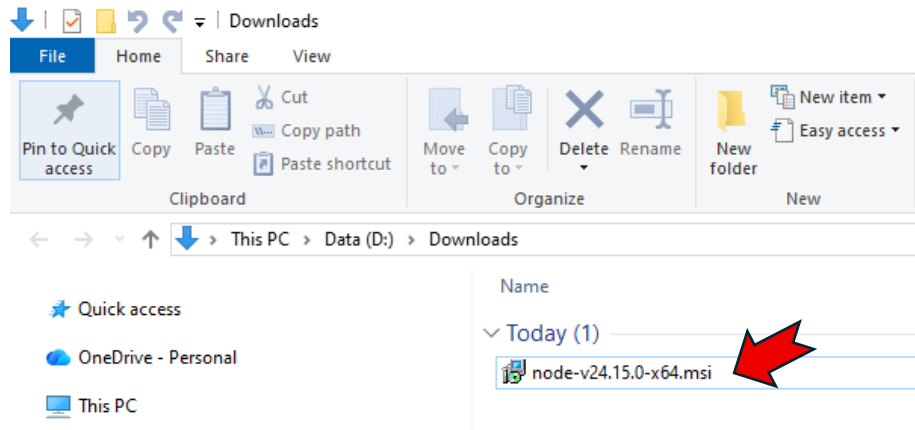 Downloads
File Home Share View
Pin to Quick access
Copy
Paste
Cut
Copy path
Paste shortcut
Clipboard
Move to
Copy to
Delete
Rename
Organize
New folder
New item
Easy access
New
This PC > Data (D:) > Downloads
Quick access
OneDrive - Personal
This PC
Name
Today (1)
node-v24.15.0-x64.msi